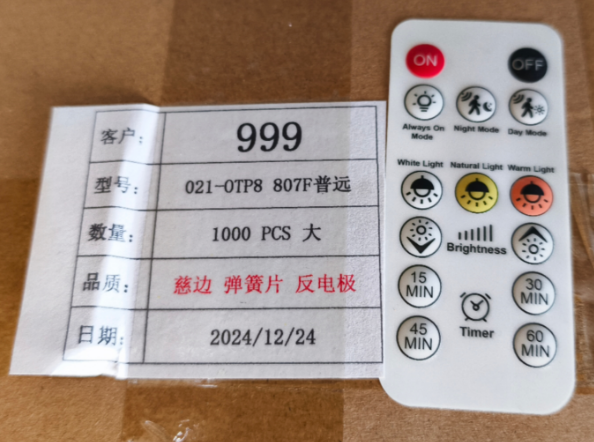 客户: 999
型号: 021-OTP8 807F普远
数量: 1000 PCS 大
品质: 慈边 弹簧片 反电极
日期: 2024/12/24
ON OFF
Always On Mode
Night Mode
Day Mode
White Light
Natural Light
Warm Light
Brightness
15 MIN
30 MIN
Timer
45 MIN
60 MIN